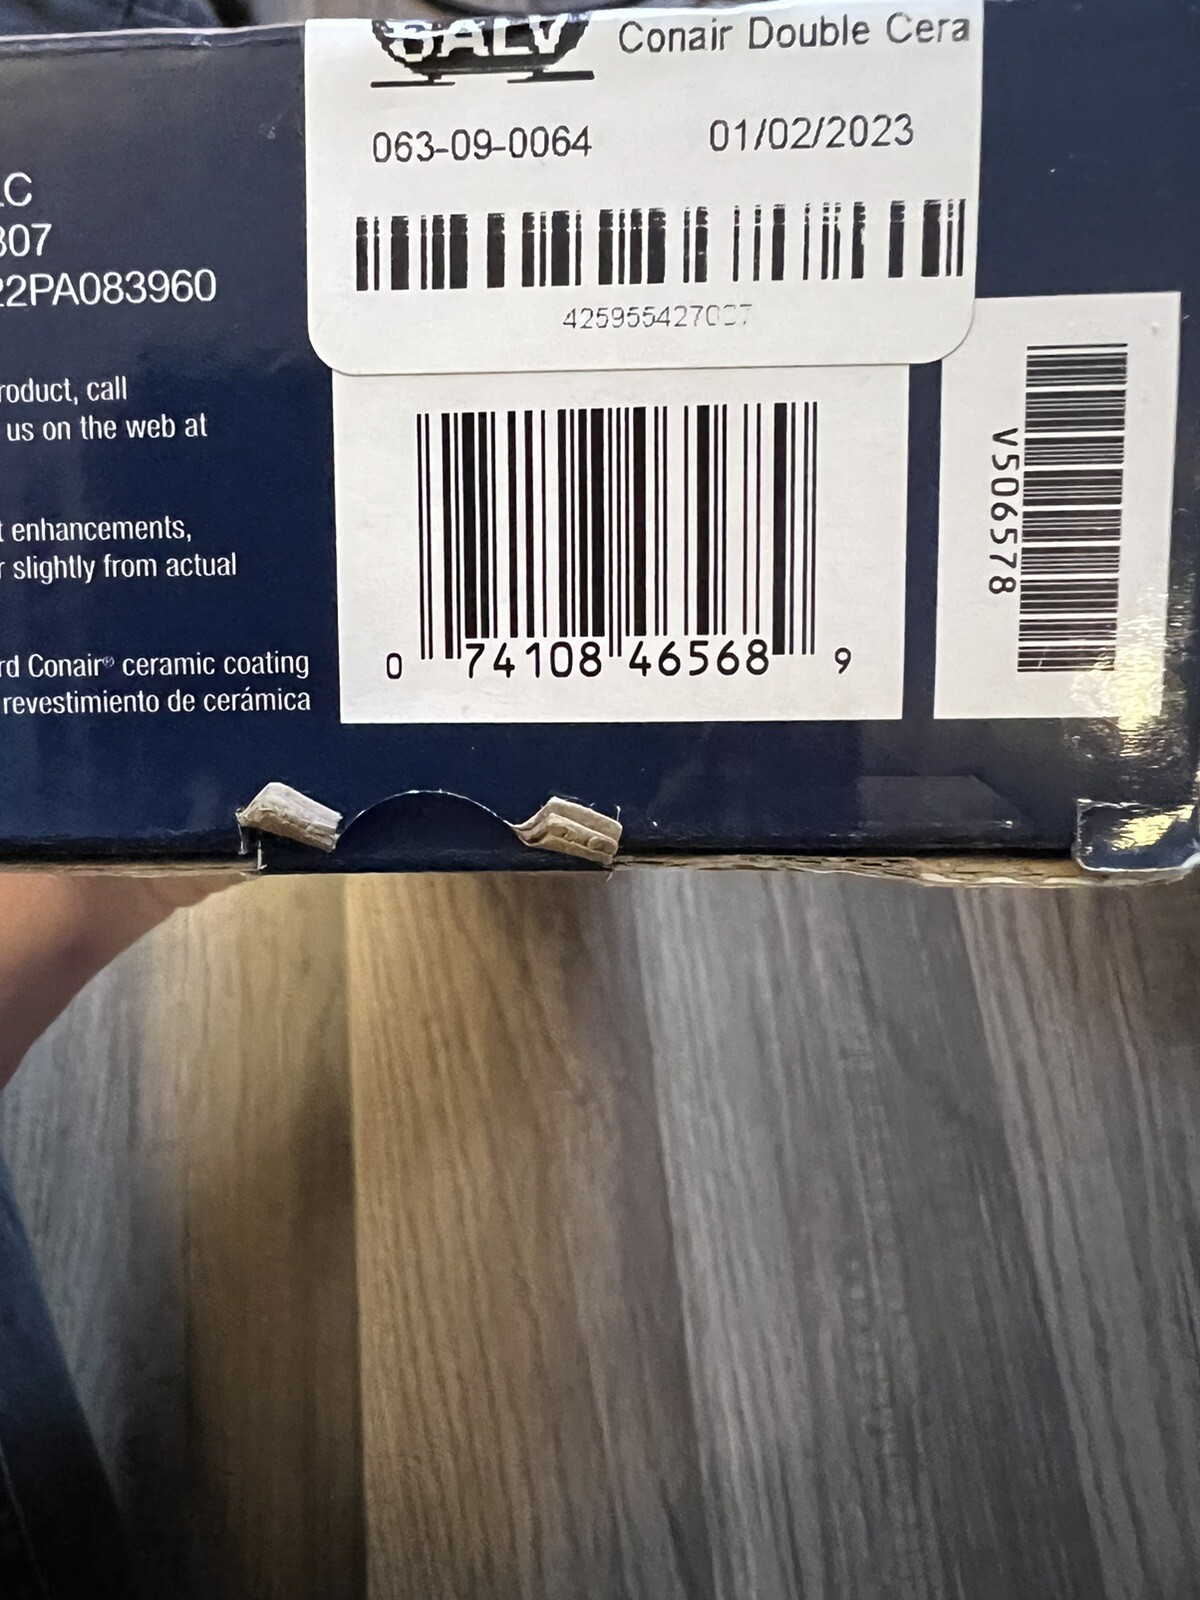 SALV
Conair Double Cera
063-09-0064 01/02/2023
LC
307
22PA083960
roduct, call
us on the web at
t enhancements,
r slightly from actual
rd Conair® ceramic coating
revestimiento de cerámica
0 74108 46568 9
V506578